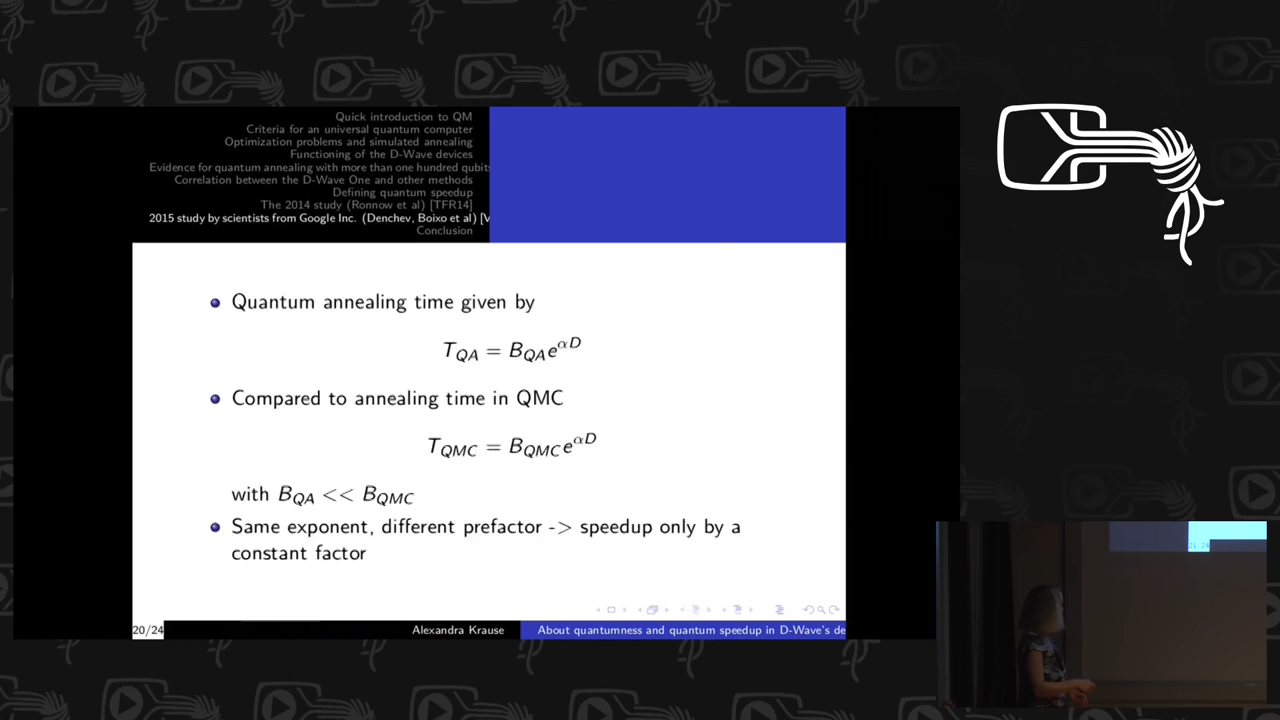 Quick introduction to QM
Criteria for an universal quantum computer
Optimization problems and simulated annealing
Functioning of the D-Wave devices
Evidence for quantum annealing with more than one hundred qubits
Correlation between the D-Wave One and other methods
Defining quantum speedup
The 2014 study (Ronnow et al) [TFR14]
2015 study by scientists from Google Inc. (Denchev, Boixo et al) [V
Conclusion
Quantum annealing time given by
T_QA = B_QA e^αD
Compared to annealing time in QMC
T_QMC = B_QMC e^αD
with B_QA << B_QMC
Same exponent, different prefactor -> speedup only by a
constant factor
20/24
Alexandra Krause
About quantumness and quantum speedup in D-Wave's de
21/24